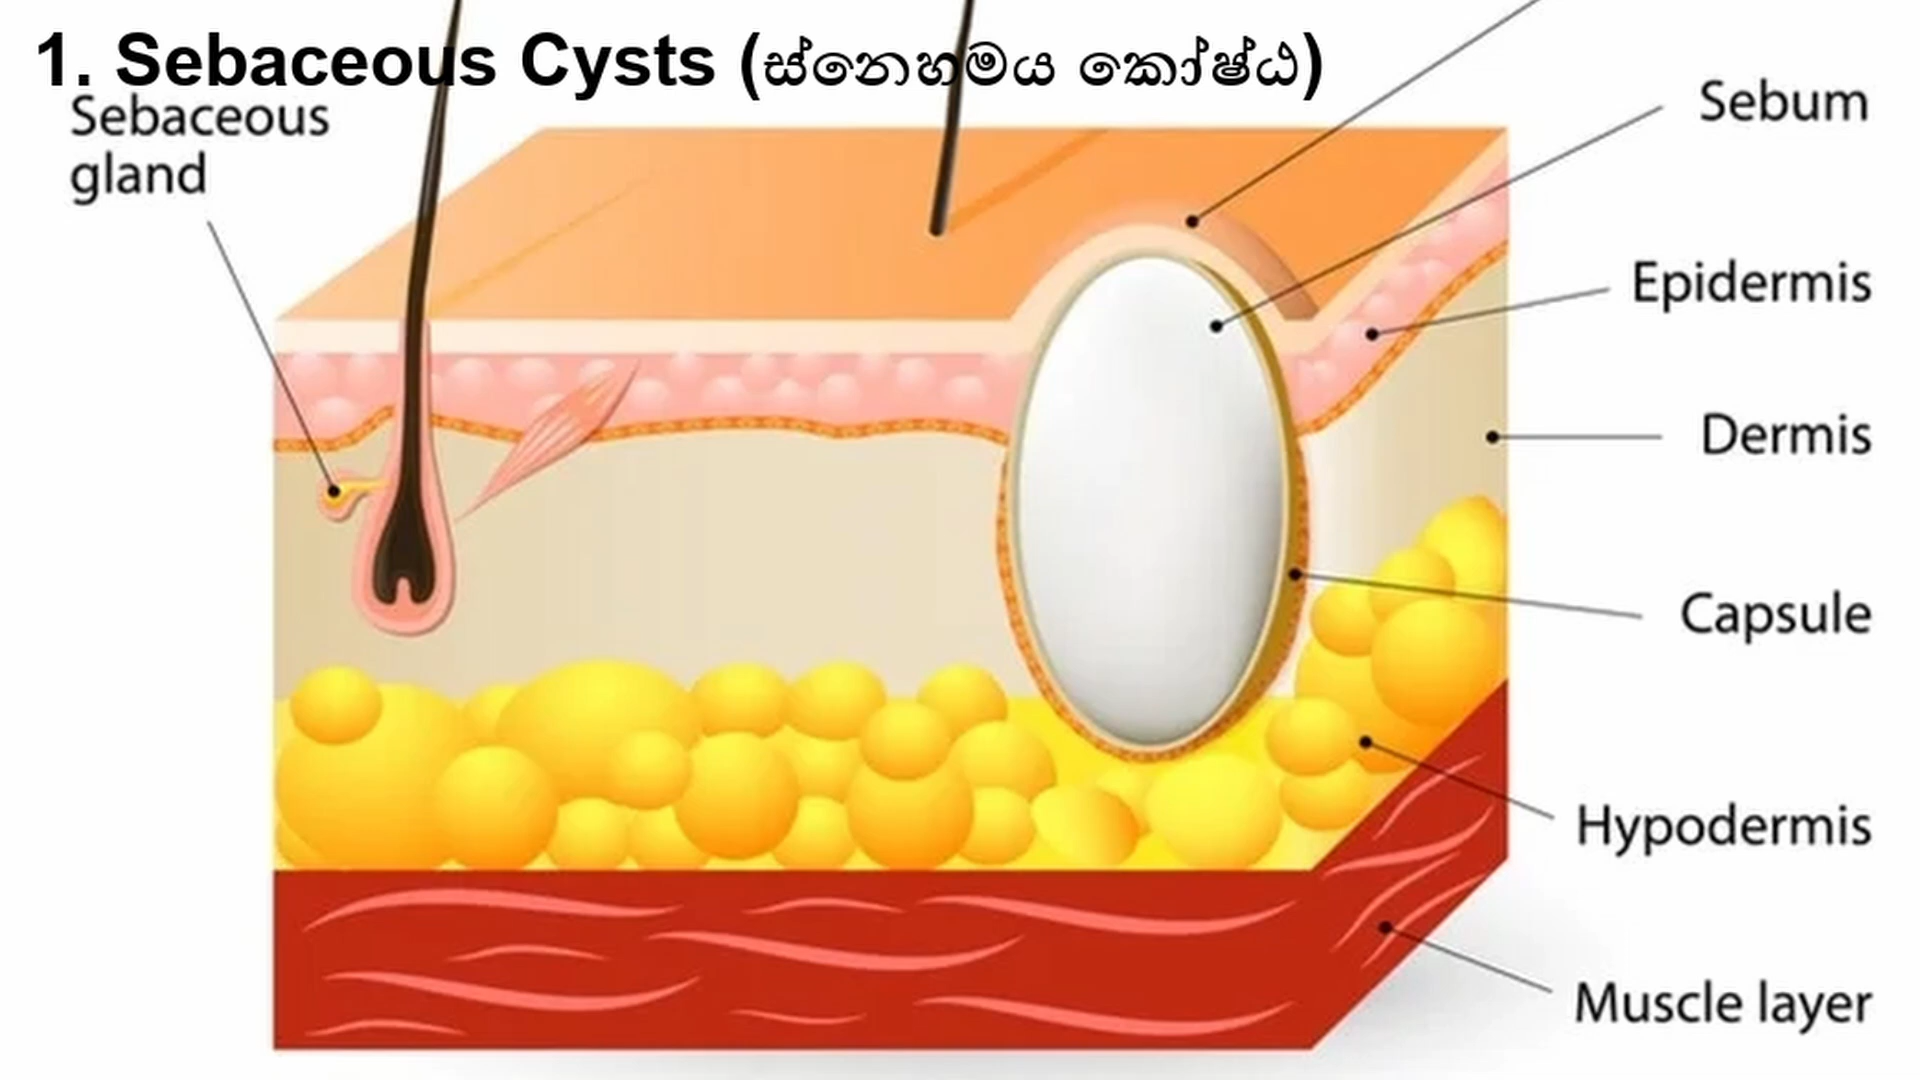 1. Sebaceous Cysts (ස්නෙහමය කෝෂ්ඨ)
Sebaceous
gland
Sebum
Epidermis
Dermis
Capsule
Hypodermis
Muscle layer